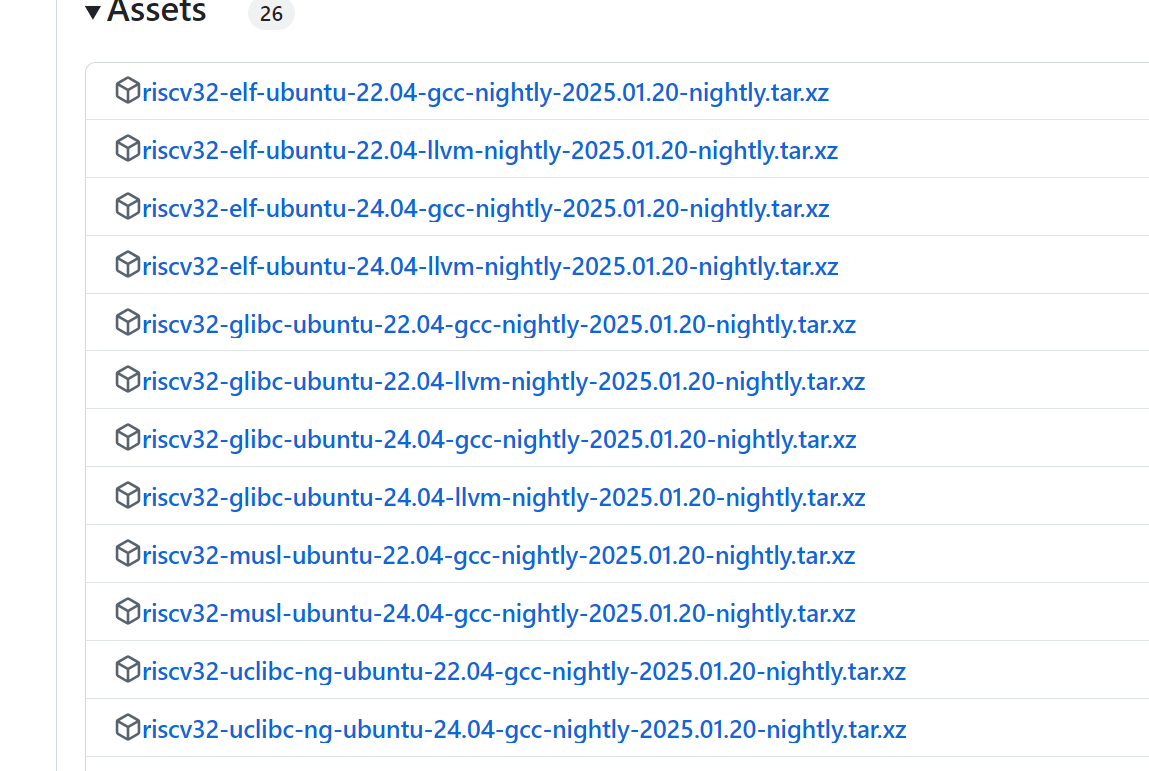 Assets 26
riscv32-elf-ubuntu-22.04-gcc-nightly-2025.01.20-nightly.tar.xz
riscv32-elf-ubuntu-22.04-llvm-nightly-2025.01.20-nightly.tar.xz
riscv32-elf-ubuntu-24.04-gcc-nightly-2025.01.20-nightly.tar.xz
riscv32-elf-ubuntu-24.04-llvm-nightly-2025.01.20-nightly.tar.xz
riscv32-glibc-ubuntu-22.04-gcc-nightly-2025.01.20-nightly.tar.xz
riscv32-glibc-ubuntu-22.04-llvm-nightly-2025.01.20-nightly.tar.xz
riscv32-glibc-ubuntu-24.04-gcc-nightly-2025.01.20-nightly.tar.xz
riscv32-glibc-ubuntu-24.04-llvm-nightly-2025.01.20-nightly.tar.xz
riscv32-musl-ubuntu-22.04-gcc-nightly-2025.01.20-nightly.tar.xz
riscv32-musl-ubuntu-24.04-gcc-nightly-2025.01.20-nightly.tar.xz
riscv32-uclibc-ng-ubuntu-22.04-gcc-nightly-2025.01.20-nightly.tar.xz
riscv32-uclibc-ng-ubuntu-24.04-gcc-nightly-2025.01.20-nightly.tar.xz